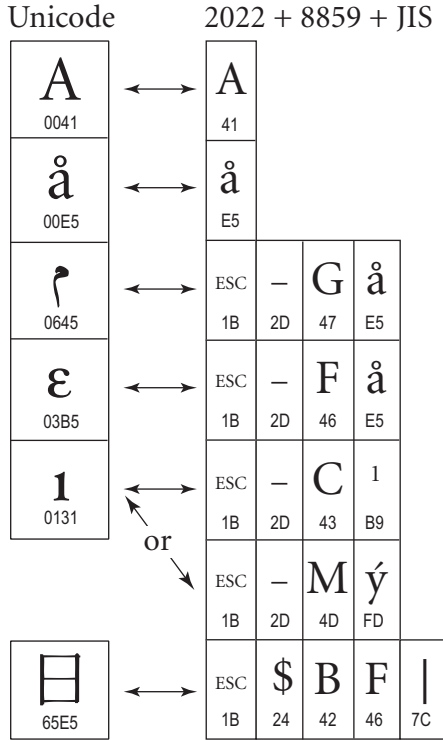 Unicode 2022 + 8859 + JIS
A A
0041 41
å å
00E5 E5
م ESC – G å
0645 1B 2D 47 E5
ε ESC – F å
03B5 1B 2D 46 E5
ı ESC – C ¹
0131 1B 2D 43 B9
or
ESC – M ý
1B 2D 4D FD
日 ESC $ B F |
65E5 1B 24 42 46 7C